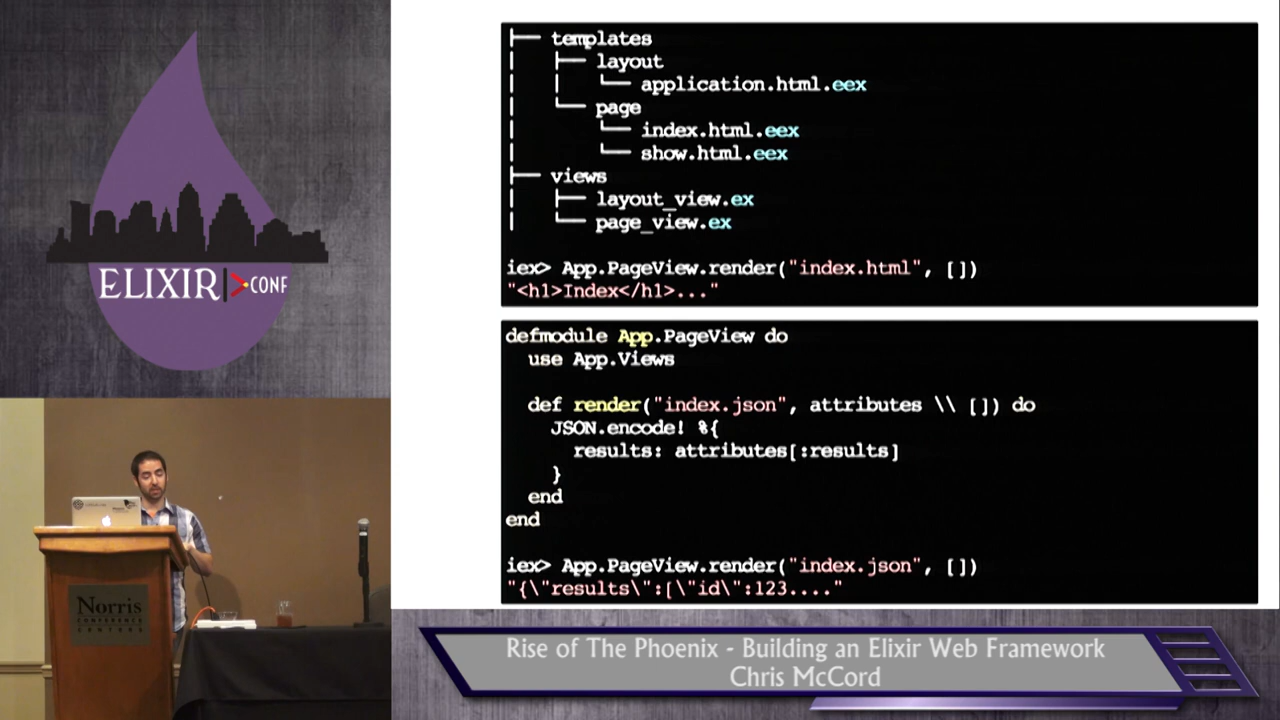 ELIXIR|>CONF
├── templates
│   ├── layout
│   │   └── application.html.eex
│   └── page
│       └── index.html.eex
│       └── show.html.eex
├── views
│   ├── layout_view.ex
│   └── page_view.ex
iex> App.PageView.render("index.html", [])
"<h1>Index</h1>..."
defmodule App.PageView do
  use App.Views
  def render("index.json", attributes \\ []) do
    JSON.encode! %{
      results: attributes[:results]
    }
  end
end
iex> App.PageView.render("index.json", [])
"{\"results\":[\"id\":123...."
Norris
CONFERENCE
CENTERS
Rise of The Phoenix - Building an Elixir Web Framework
Chris McCord